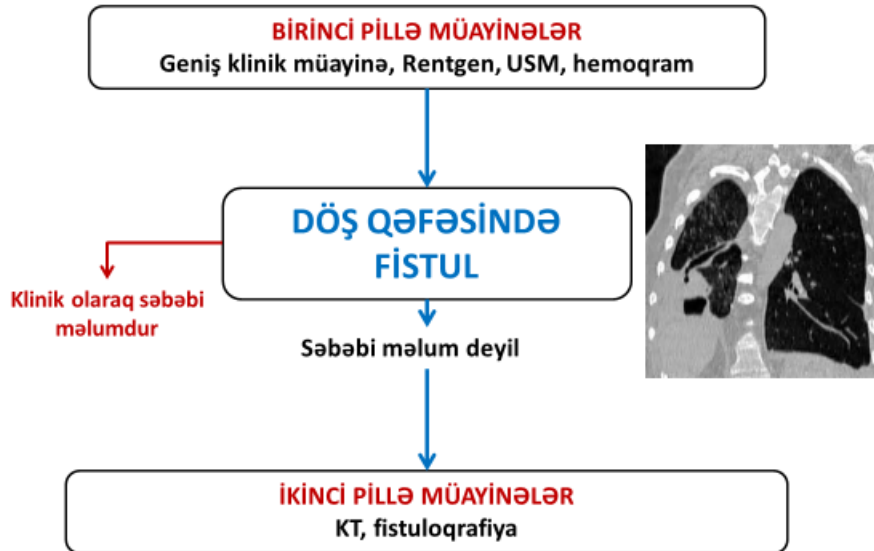 BİRİNCİ PİLLƏ MÜAYİNƏLƏR
Geniş klinik müayinə, Rentgen, USM, hemoqram
DÖŞ QƏFƏSİNDƏ
FİSTUL
Klinik olaraq səbəbi
məlumdur
Səbəbi məlum deyil
İKİNCİ PİLLƏ MÜAYİNƏLƏR
KT, fistuloqrafiya